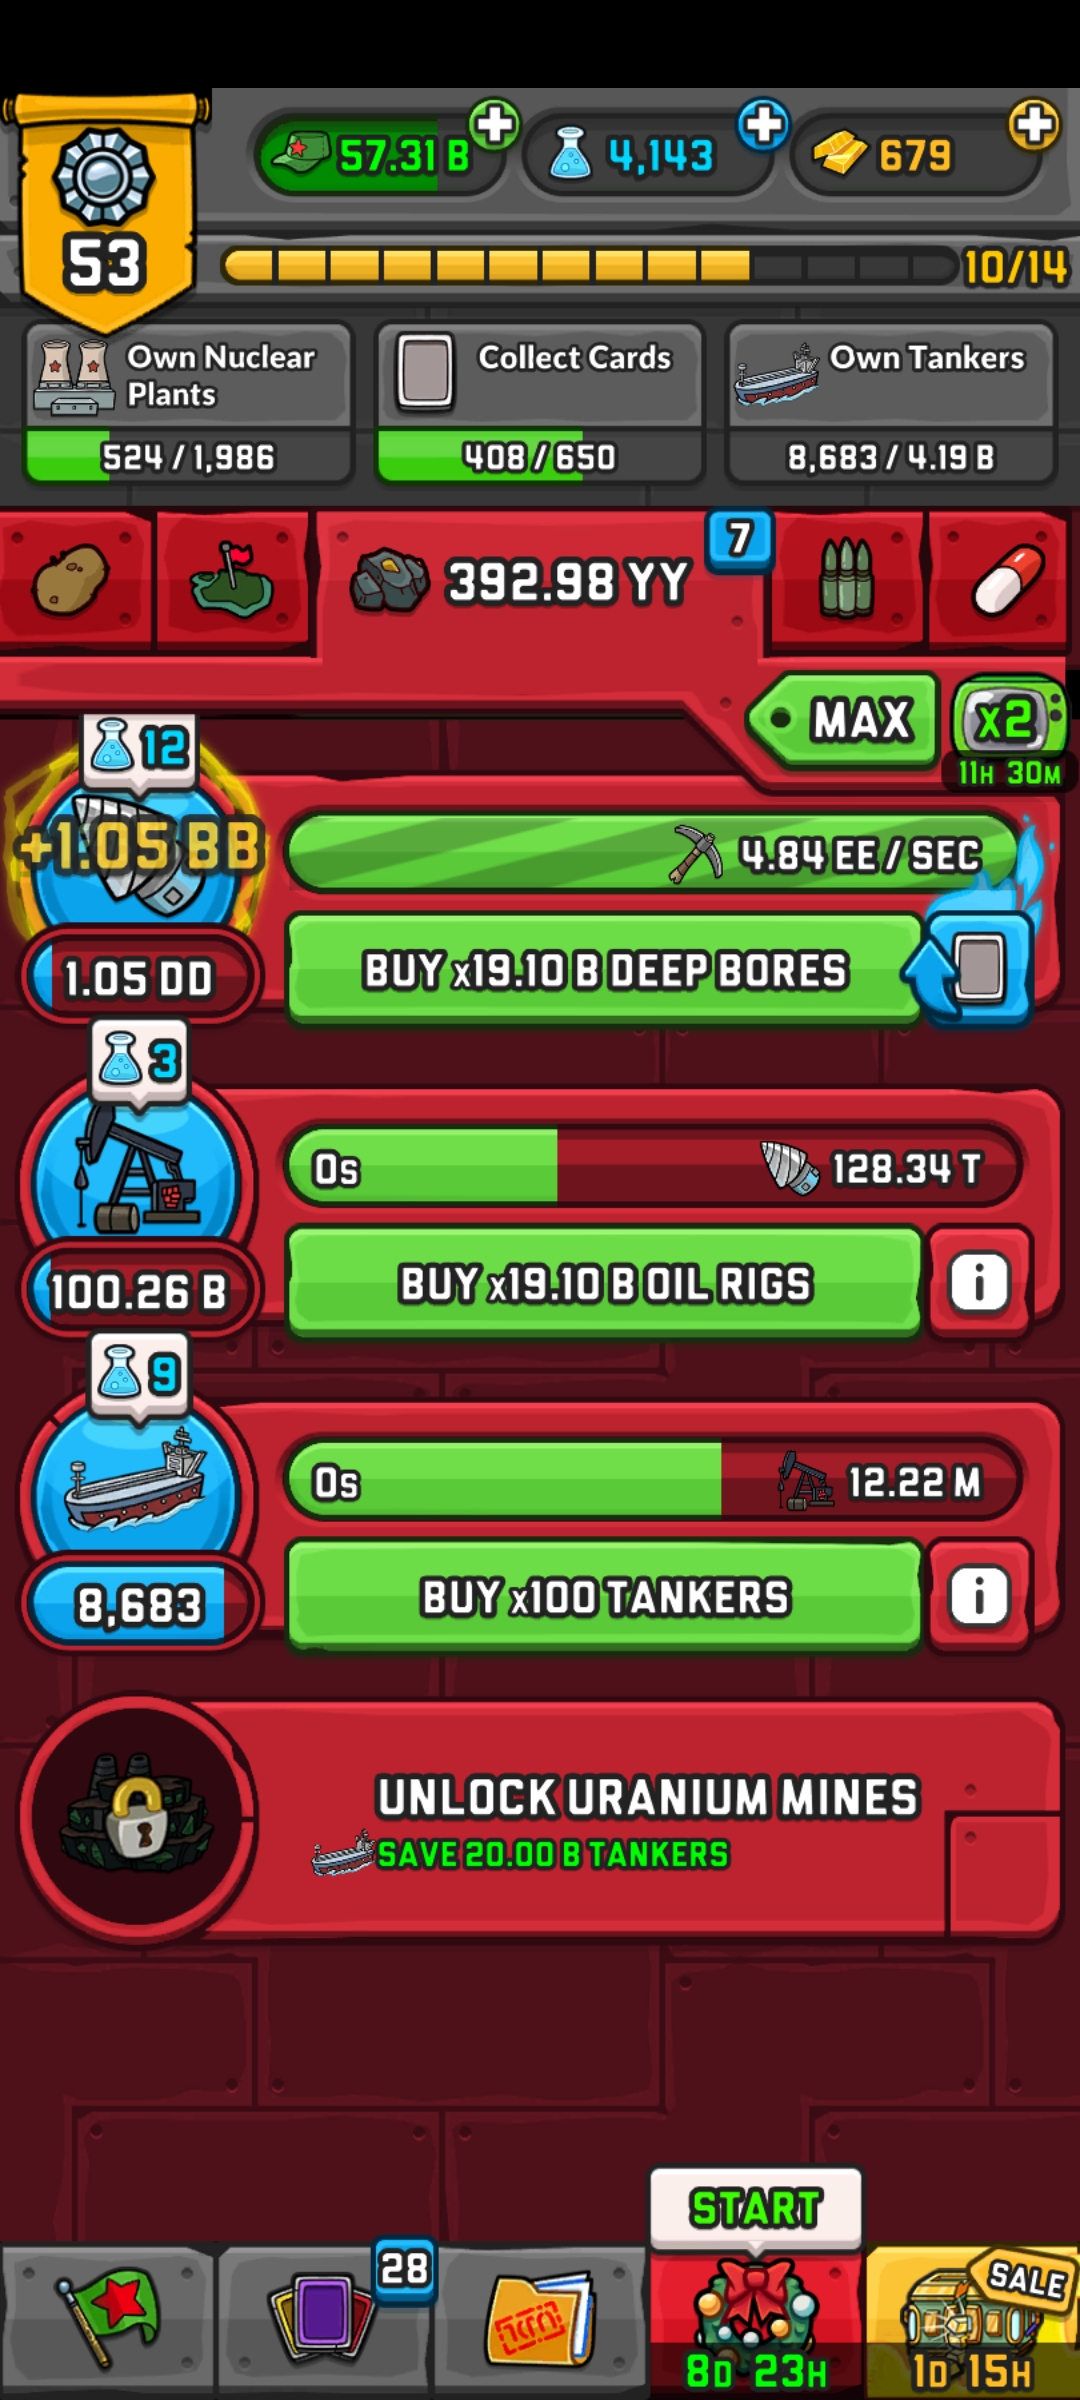 57.31 B
4,143
679
53
10/14
Own Nuclear
Plants
524 / 1,986
Collect Cards
408 / 650
Own Tankers
8,683 / 4.19 B
392.98 YY
7
MAX
x2
11H 30M
12
+1.05 BB
4.84 EE / SEC
1.05 DD
BUY x19.10 B DEEP BORES
3
0s
128.34 T
100.26 B
BUY x19.10 B OIL RIGS
i
9
0s
12.22 M
8,683
BUY x100 TANKERS
i
UNLOCK URANIUM MINES
SAVE 20.00 B TANKERS
START
28
SALE
8D 23H
1D 15H